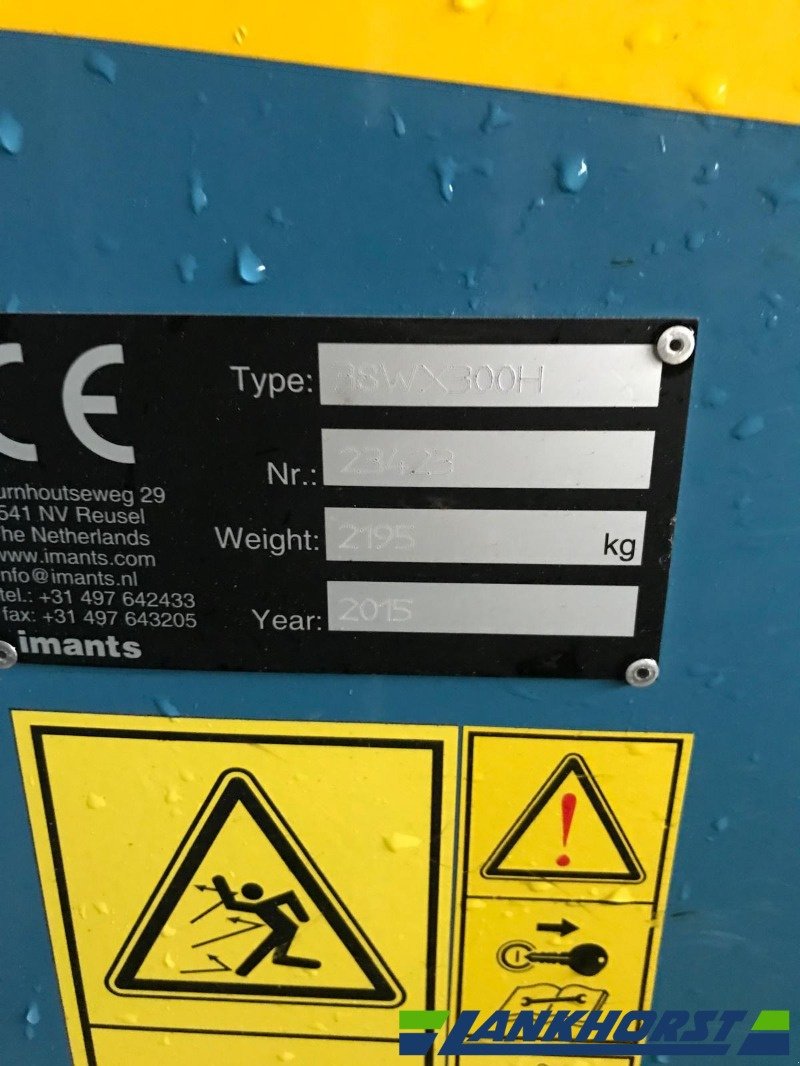 CE
Type: 38WX300H
Nr.: 23423
Weight: 2195 kg
Year: 2015
urnhoutseweg 29
541 NV Reusel
he Netherlands
www.imants.com
nfo@imants.nl
tel.: +31 497 642433
fax: +31 497 643205
imants
LANKHORST